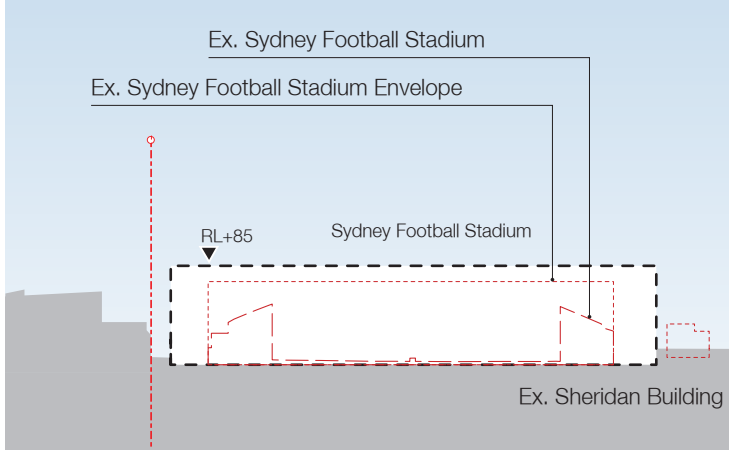 Ex. Sydney Football Stadium
Ex. Sydney Football Stadium Envelope
RL+85
Sydney Football Stadium
Ex. Sheridan Building